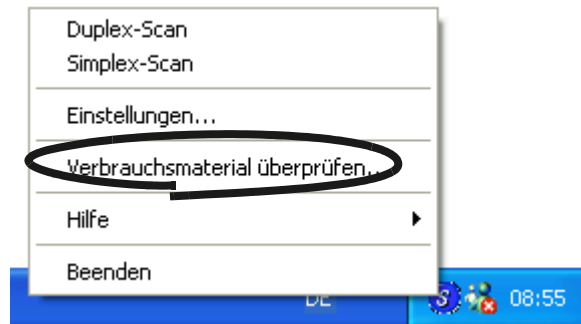 Duplex-Scan
Simplex-Scan
Einstellungen...
Verbrauchsmaterial überprüfen...
Hilfe
Beenden
DE
S
08:55